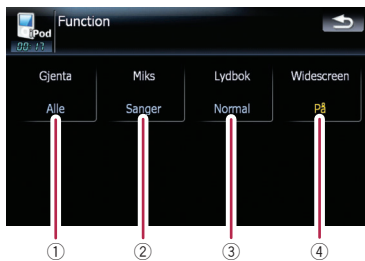 Function
iPod
00: 17
Gjenta Miks Lydbok Widescreen
Alle Sanger Normal På
① ② ③ ④